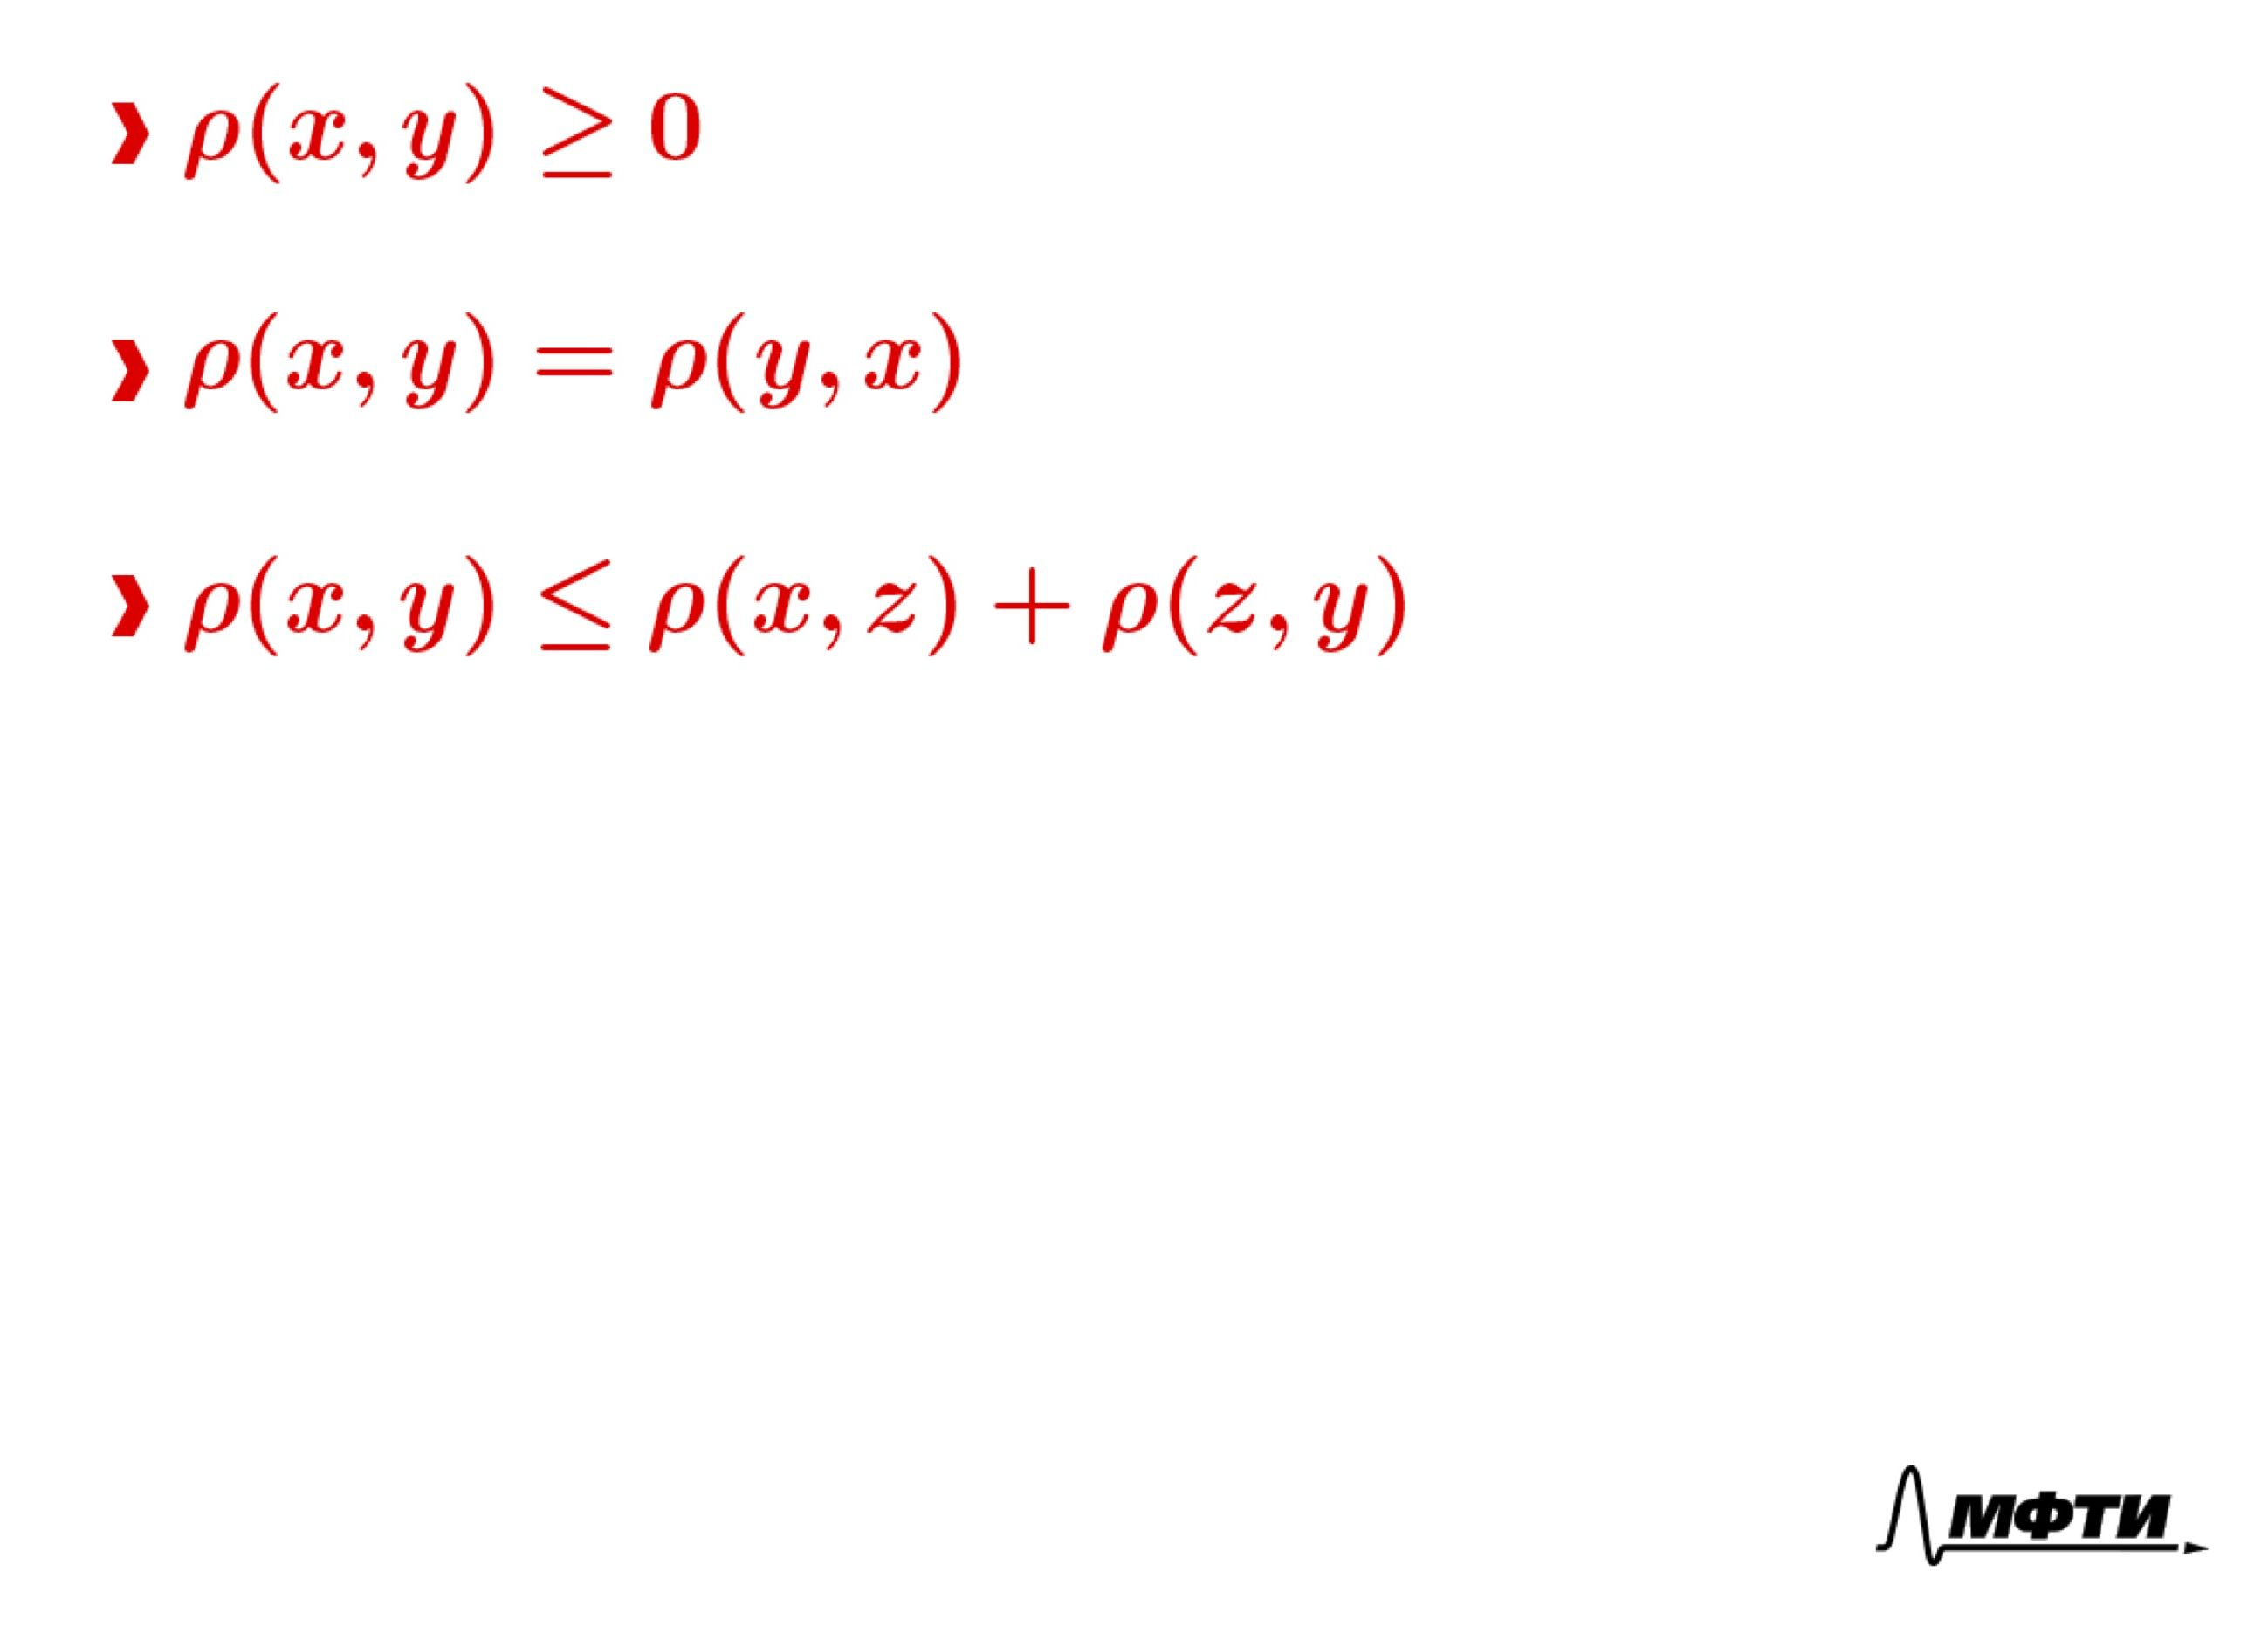 ❯ ρ(x, y) ≥ 0
❯ ρ(x, y) = ρ(y, x)
❯ ρ(x, y) ≤ ρ(x, z) + ρ(z, y)
МФТИ